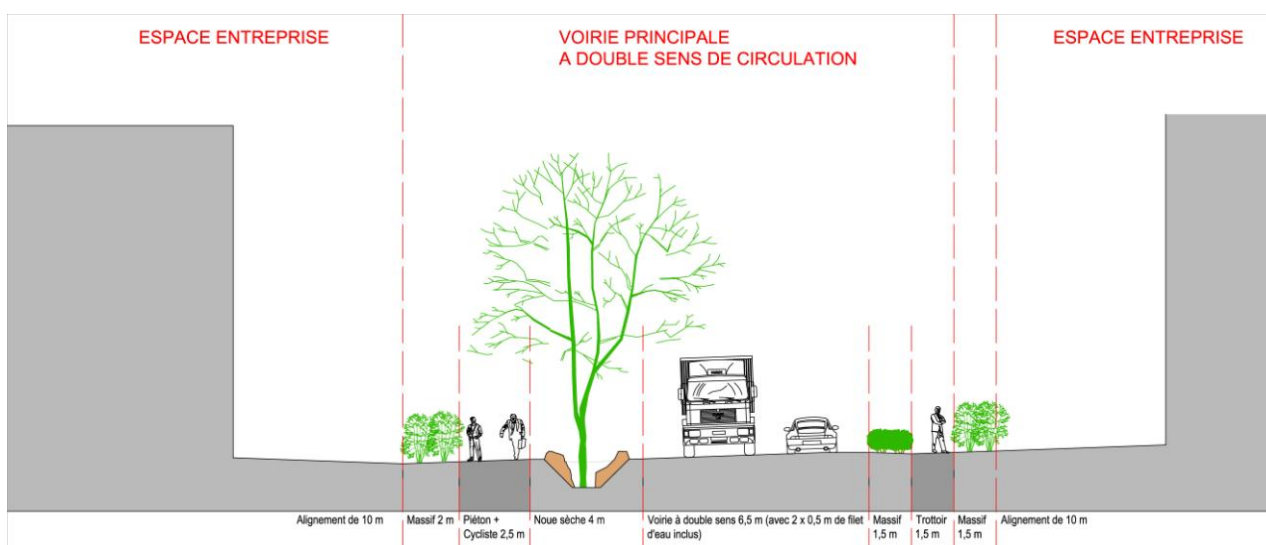 ESPACE ENTREPRISE
VOIRIE PRINCIPALE
A DOUBLE SENS DE CIRCULATION
ESPACE ENTREPRISE
Alignement de 10 m
Massif 2 m
Piéton +
Cycliste 2,5 m
Noue sèche 4 m
Voirie à double sens 6,5 m (avec 2 x 0,5 m de filet
d'eau inclus)
Massif
1,5 m
Trottoir
1,5 m
Massif
1,5 m
Alignement de 10 m